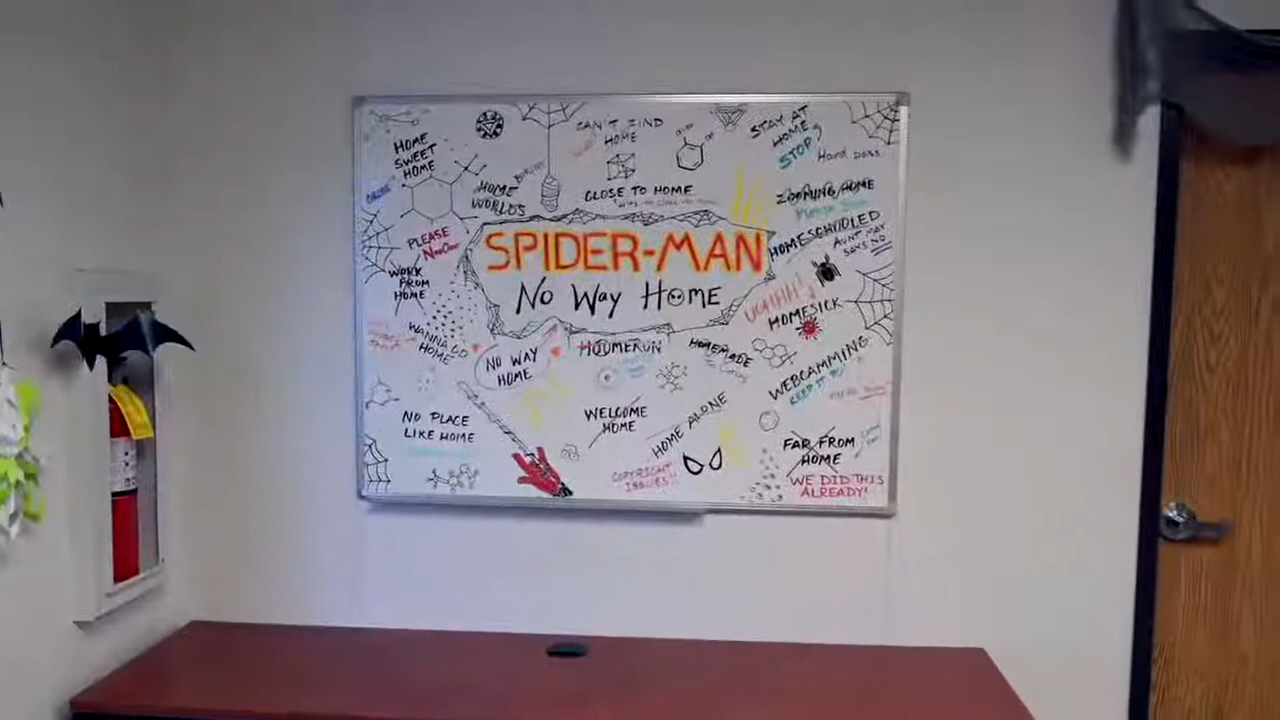 HOME
SWEET
HOME
CAN'T FIND
HOME
STAY AT
HOME
STOP
Hard pass.
HOME
WORLDS
CLOSE TO HOME
ZOOMING HOME
PLEASE
HOMESCHOOLED
AUNT MAY
SAYS NO
SPIDER-MAN
No Way Home
WORK
FROM
HOME
UGHHH
HOMESICK
WANNA GO
HOME
NO WAY
HOME
HOMERUN
HOMEMADE
WEBCAMMING
KEEP IT
NO PLACE
LIKE HOME
WELCOME
HOME
HOME ALONE
FAR FROM
HOME
COPYRIGHT
ISSUES
WE DID THIS
ALREADY!